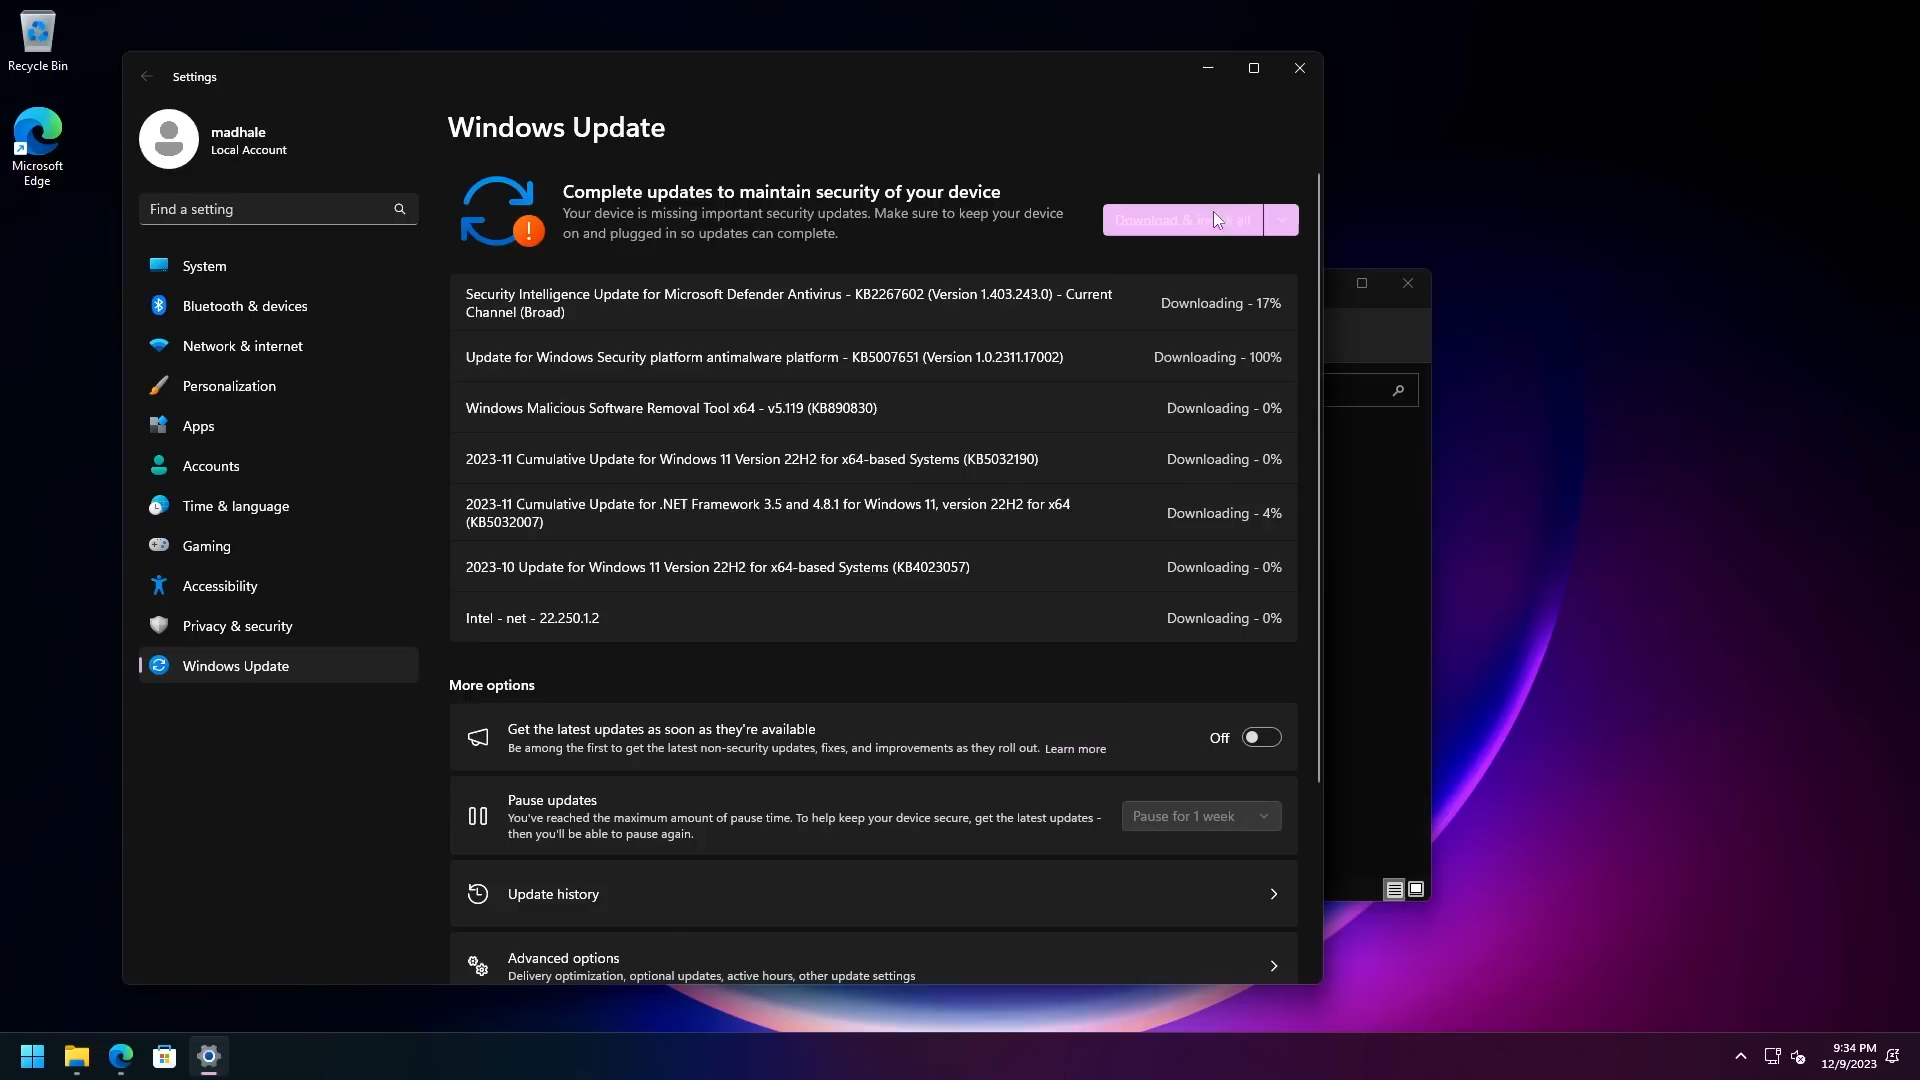 Recycle Bin
Microsoft
Edge
Settings
madhale
Local Account
Find a setting
System
Bluetooth & devices
Network & internet
Personalization
Apps
Accounts
Time & language
Gaming
Accessibility
Privacy & security
Windows Update
Windows Update
Complete updates to maintain security of your device
Your device is missing important security updates. Make sure to keep your device
on and plugged in so updates can complete.
Download & install all
Security Intelligence Update for Microsoft Defender Antivirus - KB2267602 (Version 1.403.243.0) - Current
Channel (Broad)
Downloading - 17%
Update for Windows Security platform antimalware platform - KB5007651 (Version 1.0.2311.17002)
Downloading - 100%
Windows Malicious Software Removal Tool x64 - v5.119 (KB890830)
Downloading - 0%
2023-11 Cumulative Update for Windows 11 Version 22H2 for x64-based Systems (KB5032190)
Downloading - 0%
2023-11 Cumulative Update for .NET Framework 3.5 and 4.8.1 for Windows 11, version 22H2 for x64
(KB5032007)
Downloading - 4%
2023-10 Update for Windows 11 Version 22H2 for x64-based Systems (KB4023057)
Downloading - 0%
Intel - net - 22.250.1.2
Downloading - 0%
More options
Get the latest updates as soon as they're available
Be among the first to get the latest non-security updates, fixes, and improvements as they roll out. Learn more
Off
Pause updates
You've reached the maximum amount of pause time. To help keep your device secure, get the latest updates -
then you'll be able to pause again.
Pause for 1 week
Update history
Advanced options
Delivery optimization, optional updates, active hours, other update settings
9:34 PM
12/9/2023